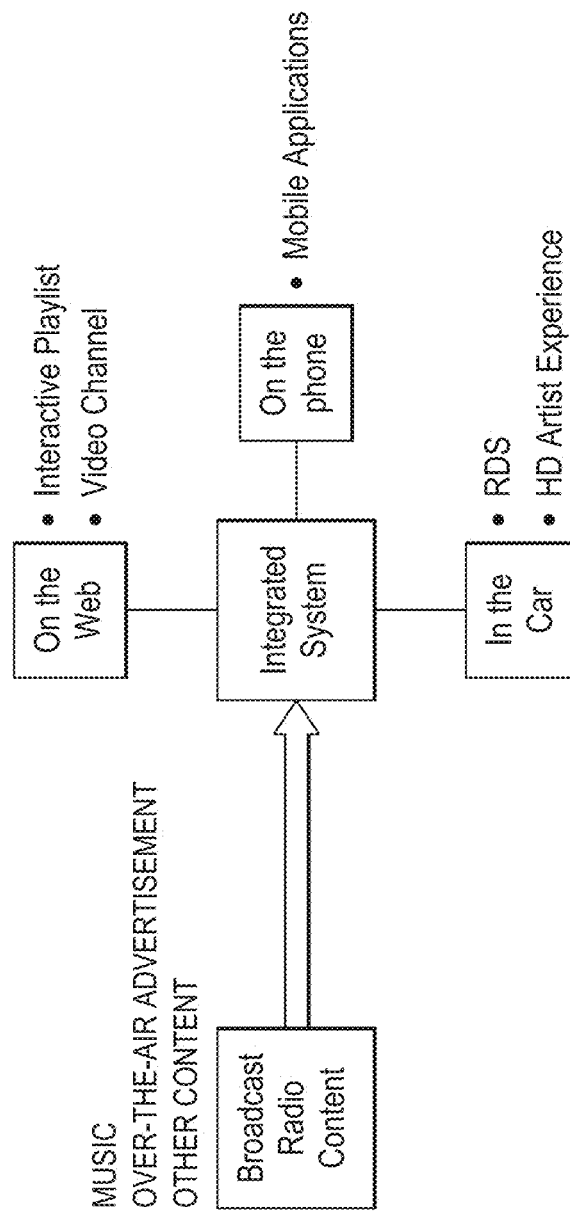 MUSIC
OVER-THE-AIR ADVERTISEMENT
OTHER CONTENT
Broadcast
Radio
Content
Integrated
System
On the
Web
• Interactive Playlist
• Video Channel
On the
phone
• Mobile Applications
In the
Car
• RDS
• HD Artist Experience